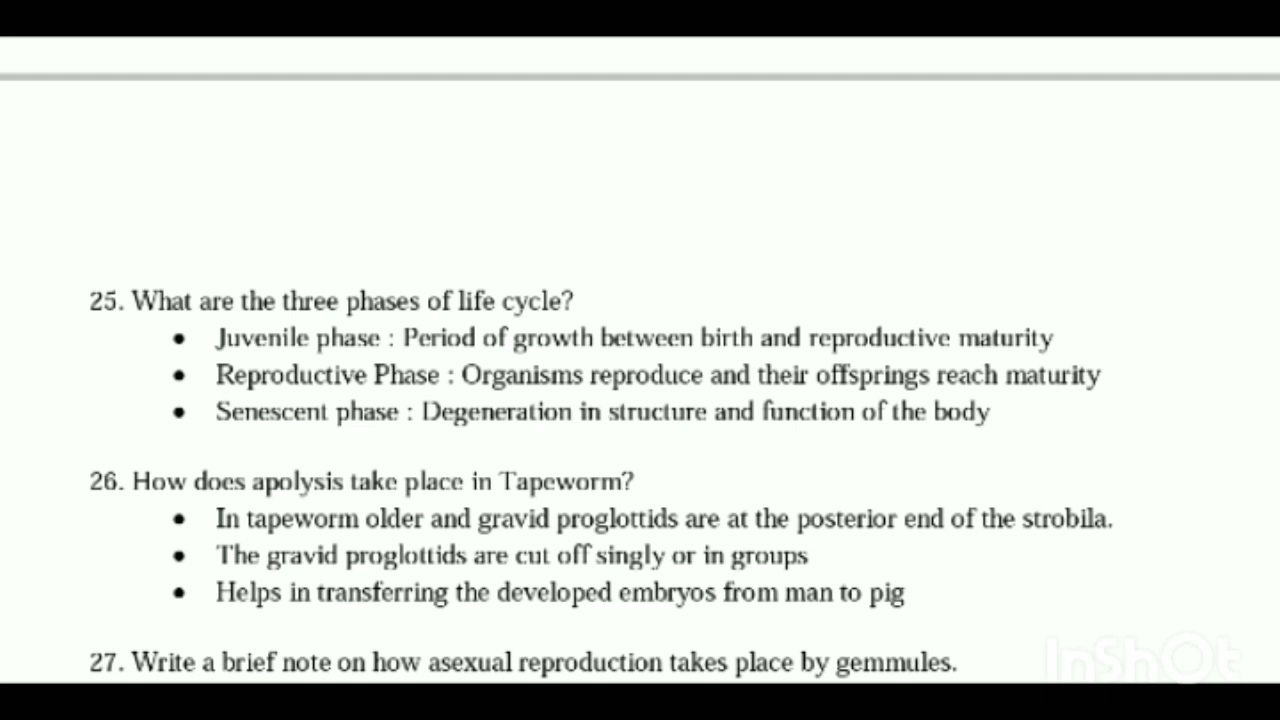 25. What are the three phases of life cycle?
• Juvenile phase : Period of growth between birth and reproductive maturity
• Reproductive Phase : Organisms reproduce and their offsprings reach maturity
• Senescent phase : Degeneration in structure and function of the body
26. How does apolysis take place in Tapeworm?
• In tapeworm older and gravid proglottids are at the posterior end of the strobila.
• The gravid proglottids are cut off singly or in groups
• Helps in transferring the developed embryos from man to pig
27. Write a brief note on how asexual reproduction takes place by gemmules.
InShOt